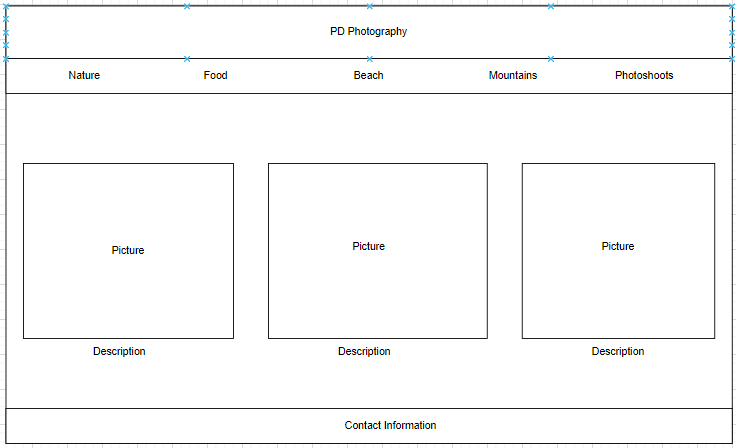 PD Photography
Nature Food Beach Mountains Photoshoots
Picture Picture Picture
Description Description Description
Contact Information